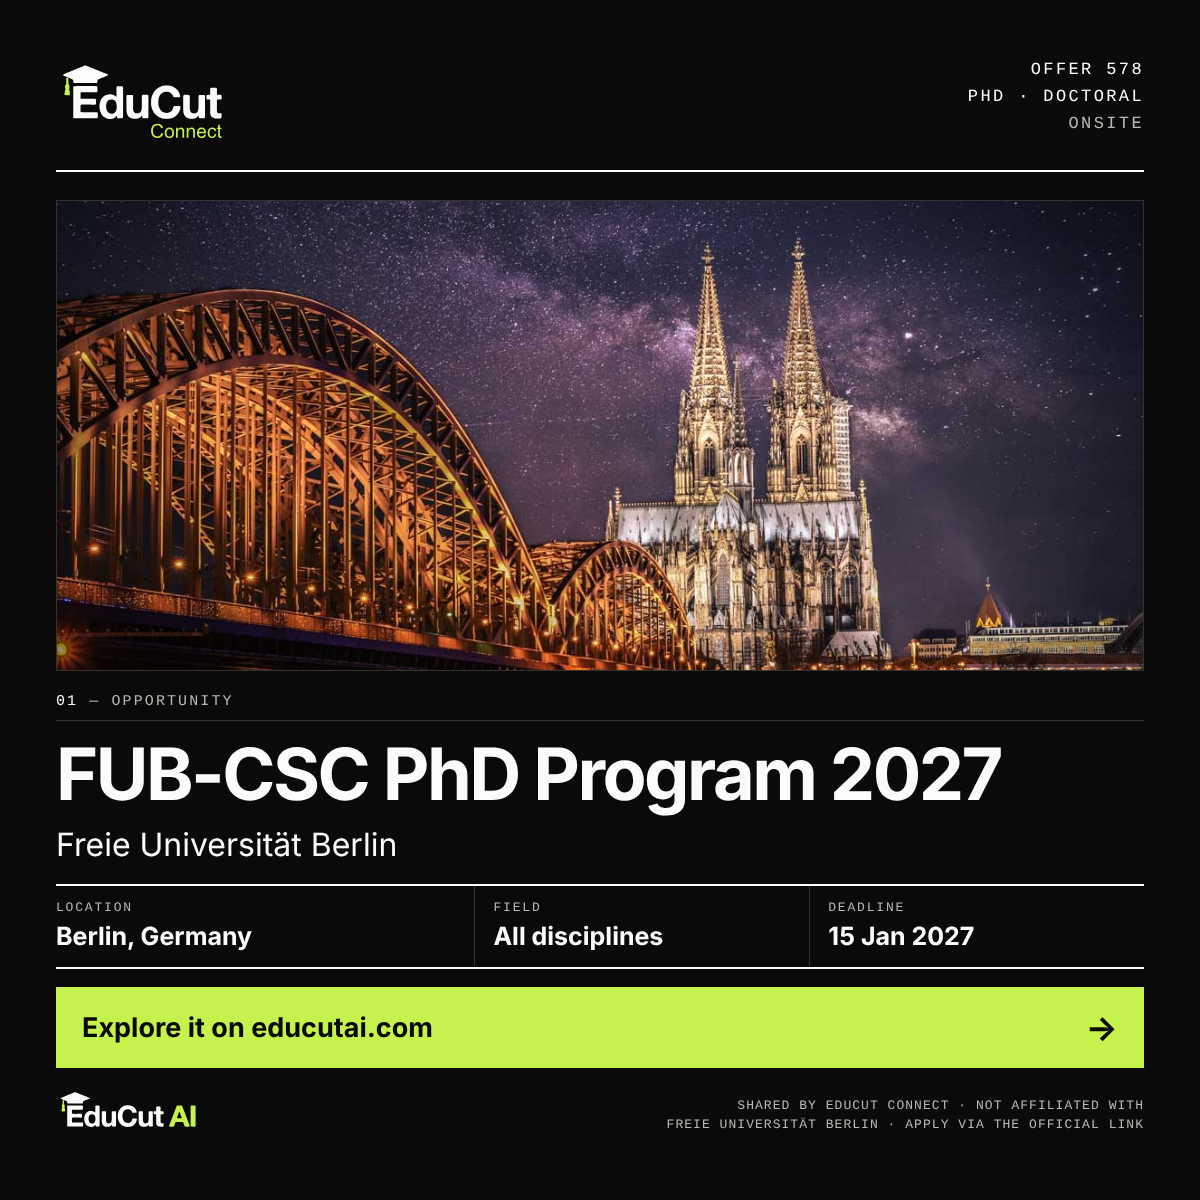 EduCut
Connect
OFFER 578
PHD · DOCTORAL
ONSITE
01 — OPPORTUNITY
FUB-CSC PhD Program 2027
Freie Universität Berlin
LOCATION
Berlin, Germany
FIELD
All disciplines
DEADLINE
15 Jan 2027
Explore it on educutai.com →
EduCut AI
SHARED BY EDUCUT CONNECT · NOT AFFILIATED WITH
FREIE UNIVERSITÄT BERLIN · APPLY VIA THE OFFICIAL LINK